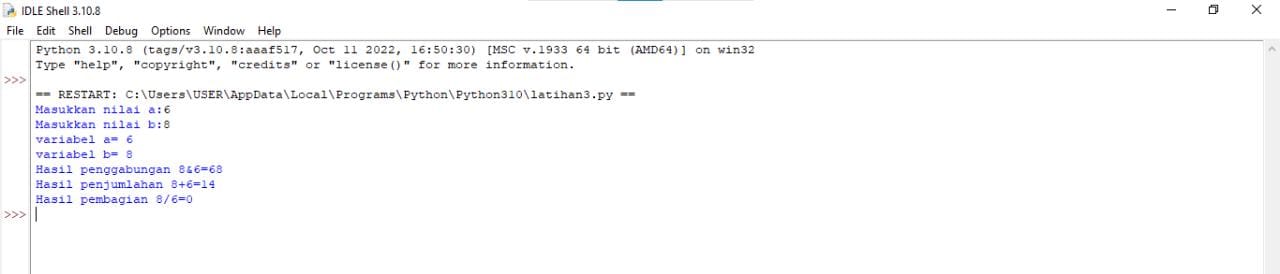 IDLE Shell 3.10.8
File Edit Shell Debug Options Window Help
Python 3.10.8 (tags/v3.10.8:aaaf517, Oct 11 2022, 16:50:30) [MSC v.1933 64 bit (AMD64)] on win32
Type "help", "copyright", "credits" or "license()" for more information.
>>>
== RESTART: C:\Users\USER\AppData\Local\Programs\Python\Python310\latihan3.py ==
Masukkan nilai a:6
Masukkan nilai b:8
variabel a= 6
variabel b= 8
Hasil penggabungan 8&6=68
Hasil penjumlahan 8+6=14
Hasil pembagian 8/6=0
>>>